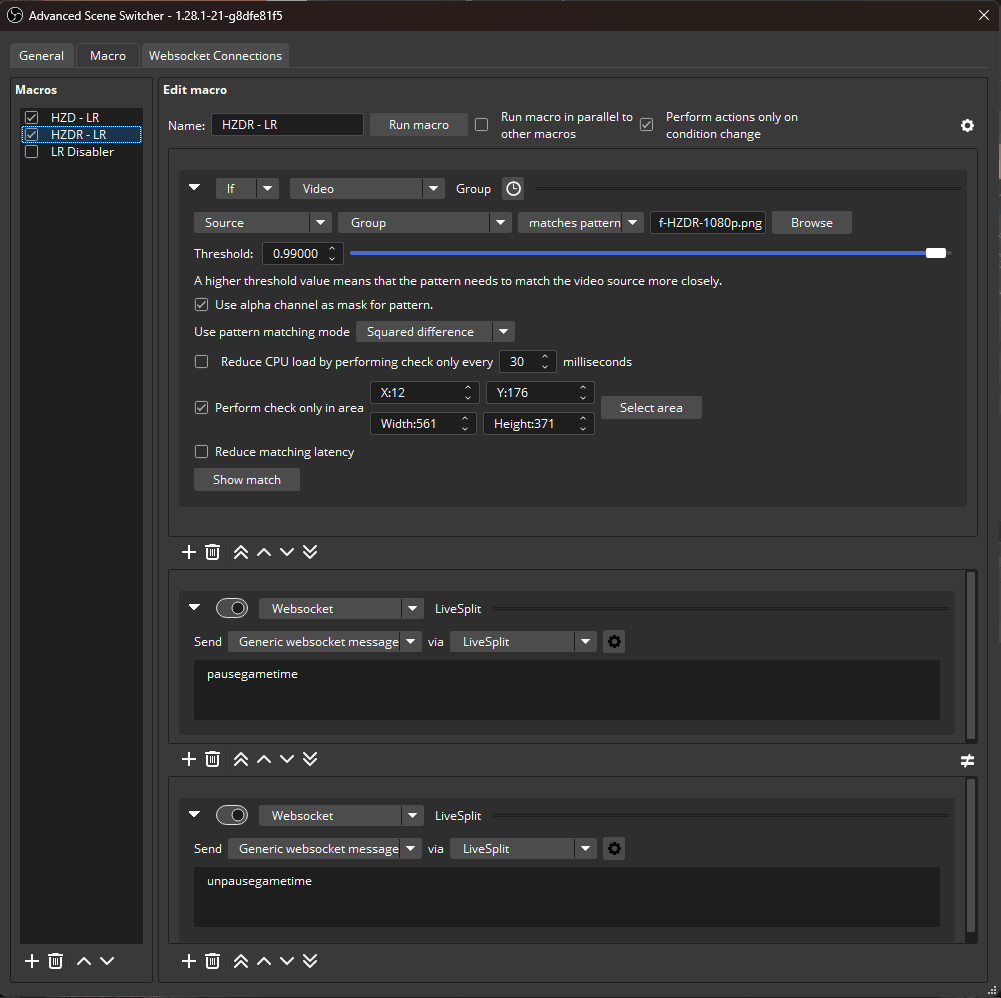 Advanced Scene Switcher - 1.28.1-21-g8dfe81f5
General Macro Websocket Connections
Macros
HZD - LR
HZDR - LR
LR Disabler
Edit macro
Name: HZDR - LR Run macro Run macro in parallel to other macros Perform actions only on condition change
If Video Group
Source Group matches pattern f-HZDR-1080p.png Browse
Threshold: 0.99000
A higher threshold value means that the pattern needs to match the video source more closely.
Use alpha channel as mask for pattern.
Use pattern matching mode Squared difference
Reduce CPU load by performing check only every 30 milliseconds
Perform check only in area X:12 Y:176 Width:561 Height:371 Select area
Reduce matching latency
Show match
Websocket LiveSplit
Send Generic websocket message via LiveSplit
pausegametime
Websocket LiveSplit
Send Generic websocket message via LiveSplit
unpausegametime